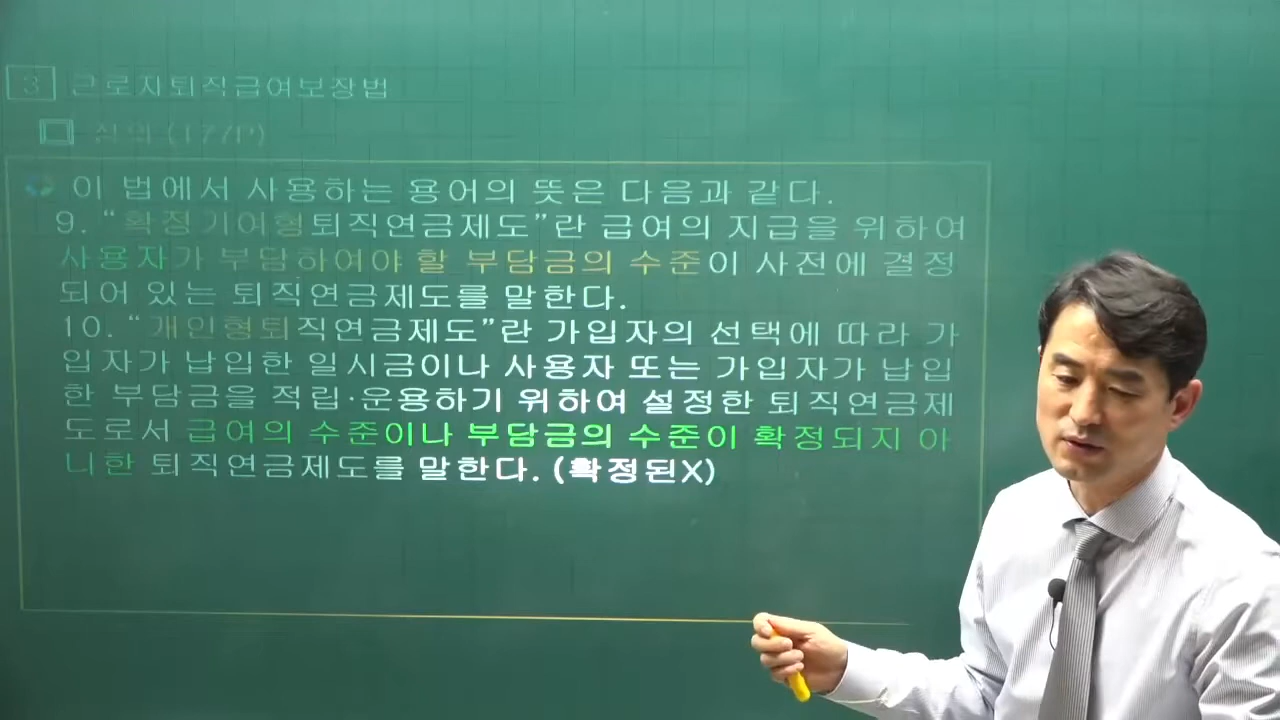 3 근로자퇴직급여보장법
정의 (177P)
이 법에서 사용하는 용어의 뜻은 다음과 같다.
9. “확정기여형퇴직연금제도”란 급여의 지급을 위하여
사용자가 부담하여야 할 부담금의 수준이 사전에 결정
되어 있는 퇴직연금제도를 말한다.
10. “개인형퇴직연금제도”란 가입자의 선택에 따라 가
입자가 납입한 일시금이나 사용자 또는 가입자가 납입
한 부담금을 적립·운용하기 위하여 설정한 퇴직연금제
도로서 급여의 수준이나 부담금의 수준이 확정되지 아
니한 퇴직연금제도를 말한다. (확정된X)